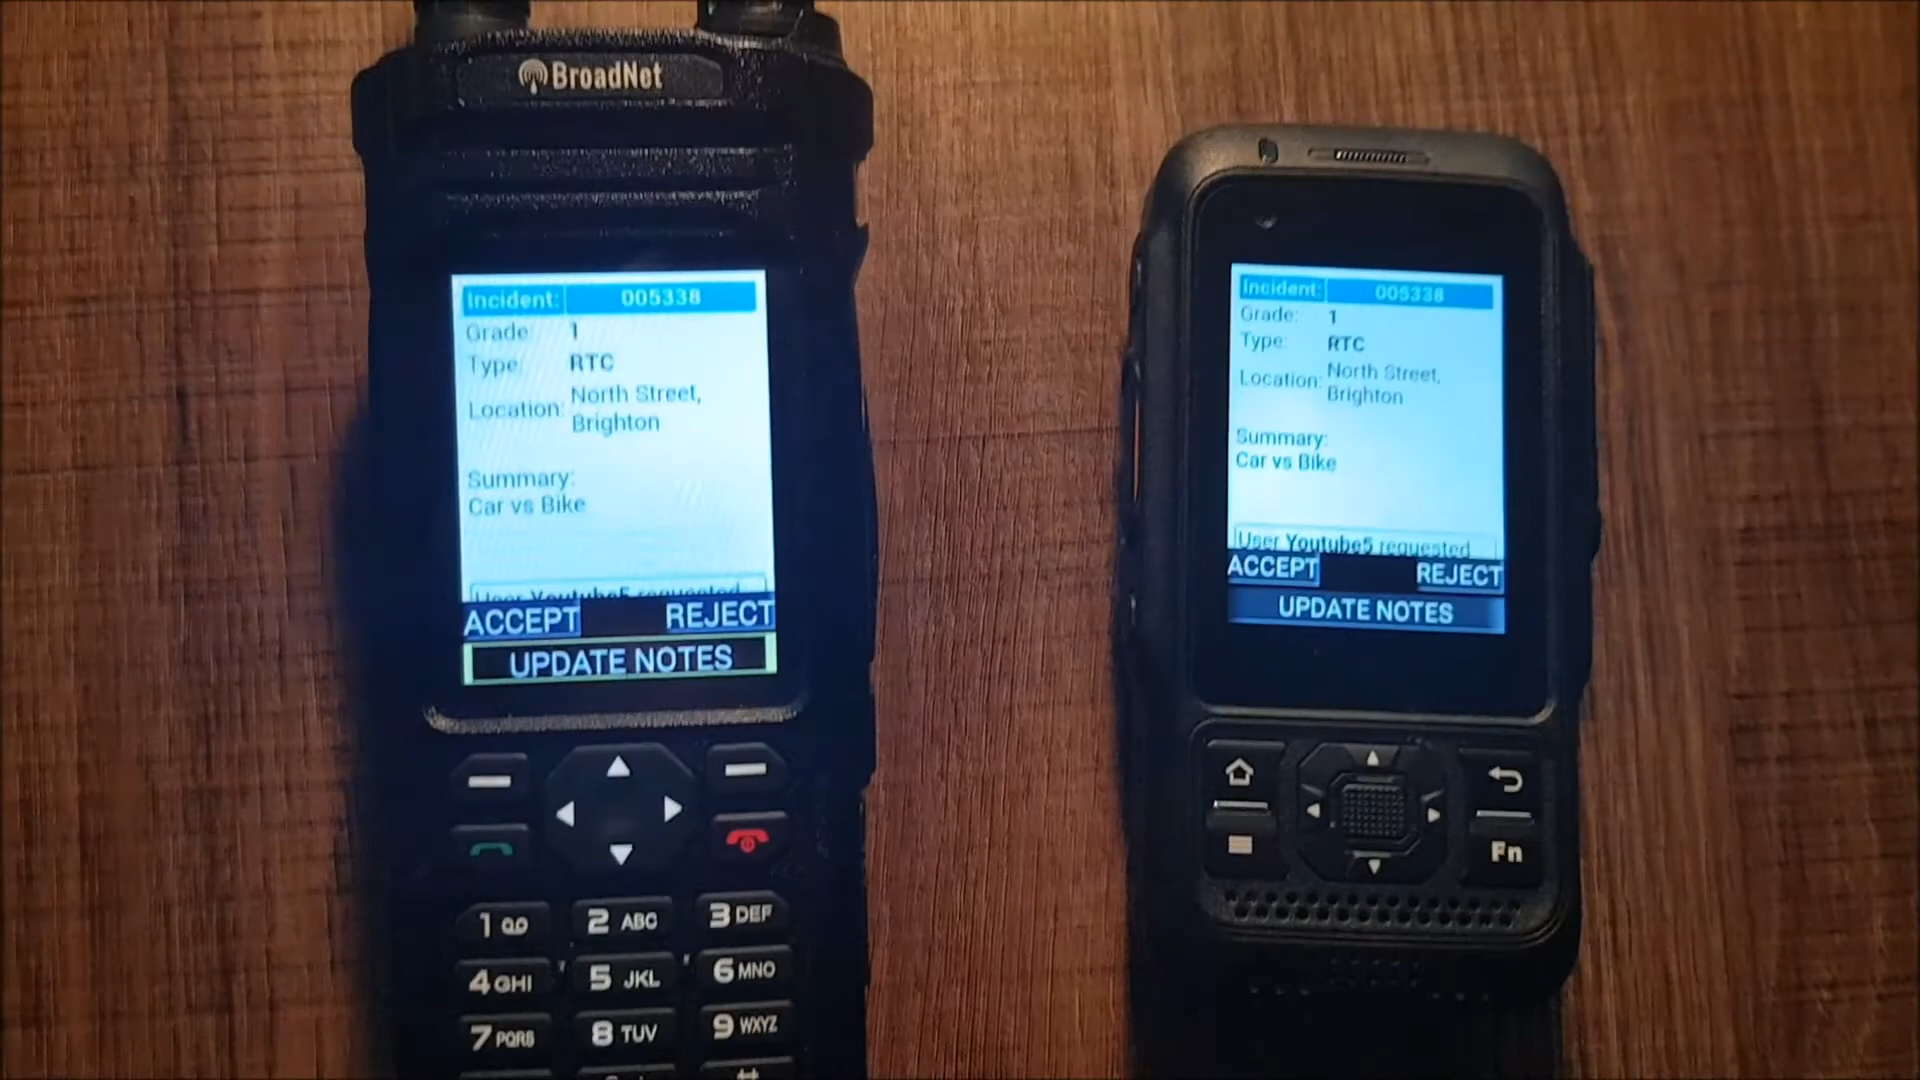 BroadNet
Incident: 005338
Grade: 1
Type: RTC
Location: North Street,
Brighton
Summary:
Car vs Bike
User Youtube5 requested
ACCEPT REJECT
UPDATE NOTES
1
2 ABC
3 DEF
4 GHI
5 JKL
6 MNO
7 PQRS
8 TUV
9 WXYZ
#
Incident: 005338
Grade: 1
Type: RTC
Location: North Street,
Brighton
Summary:
Car vs Bike
User Youtube5 requested
ACCEPT REJECT
UPDATE NOTES
Fn